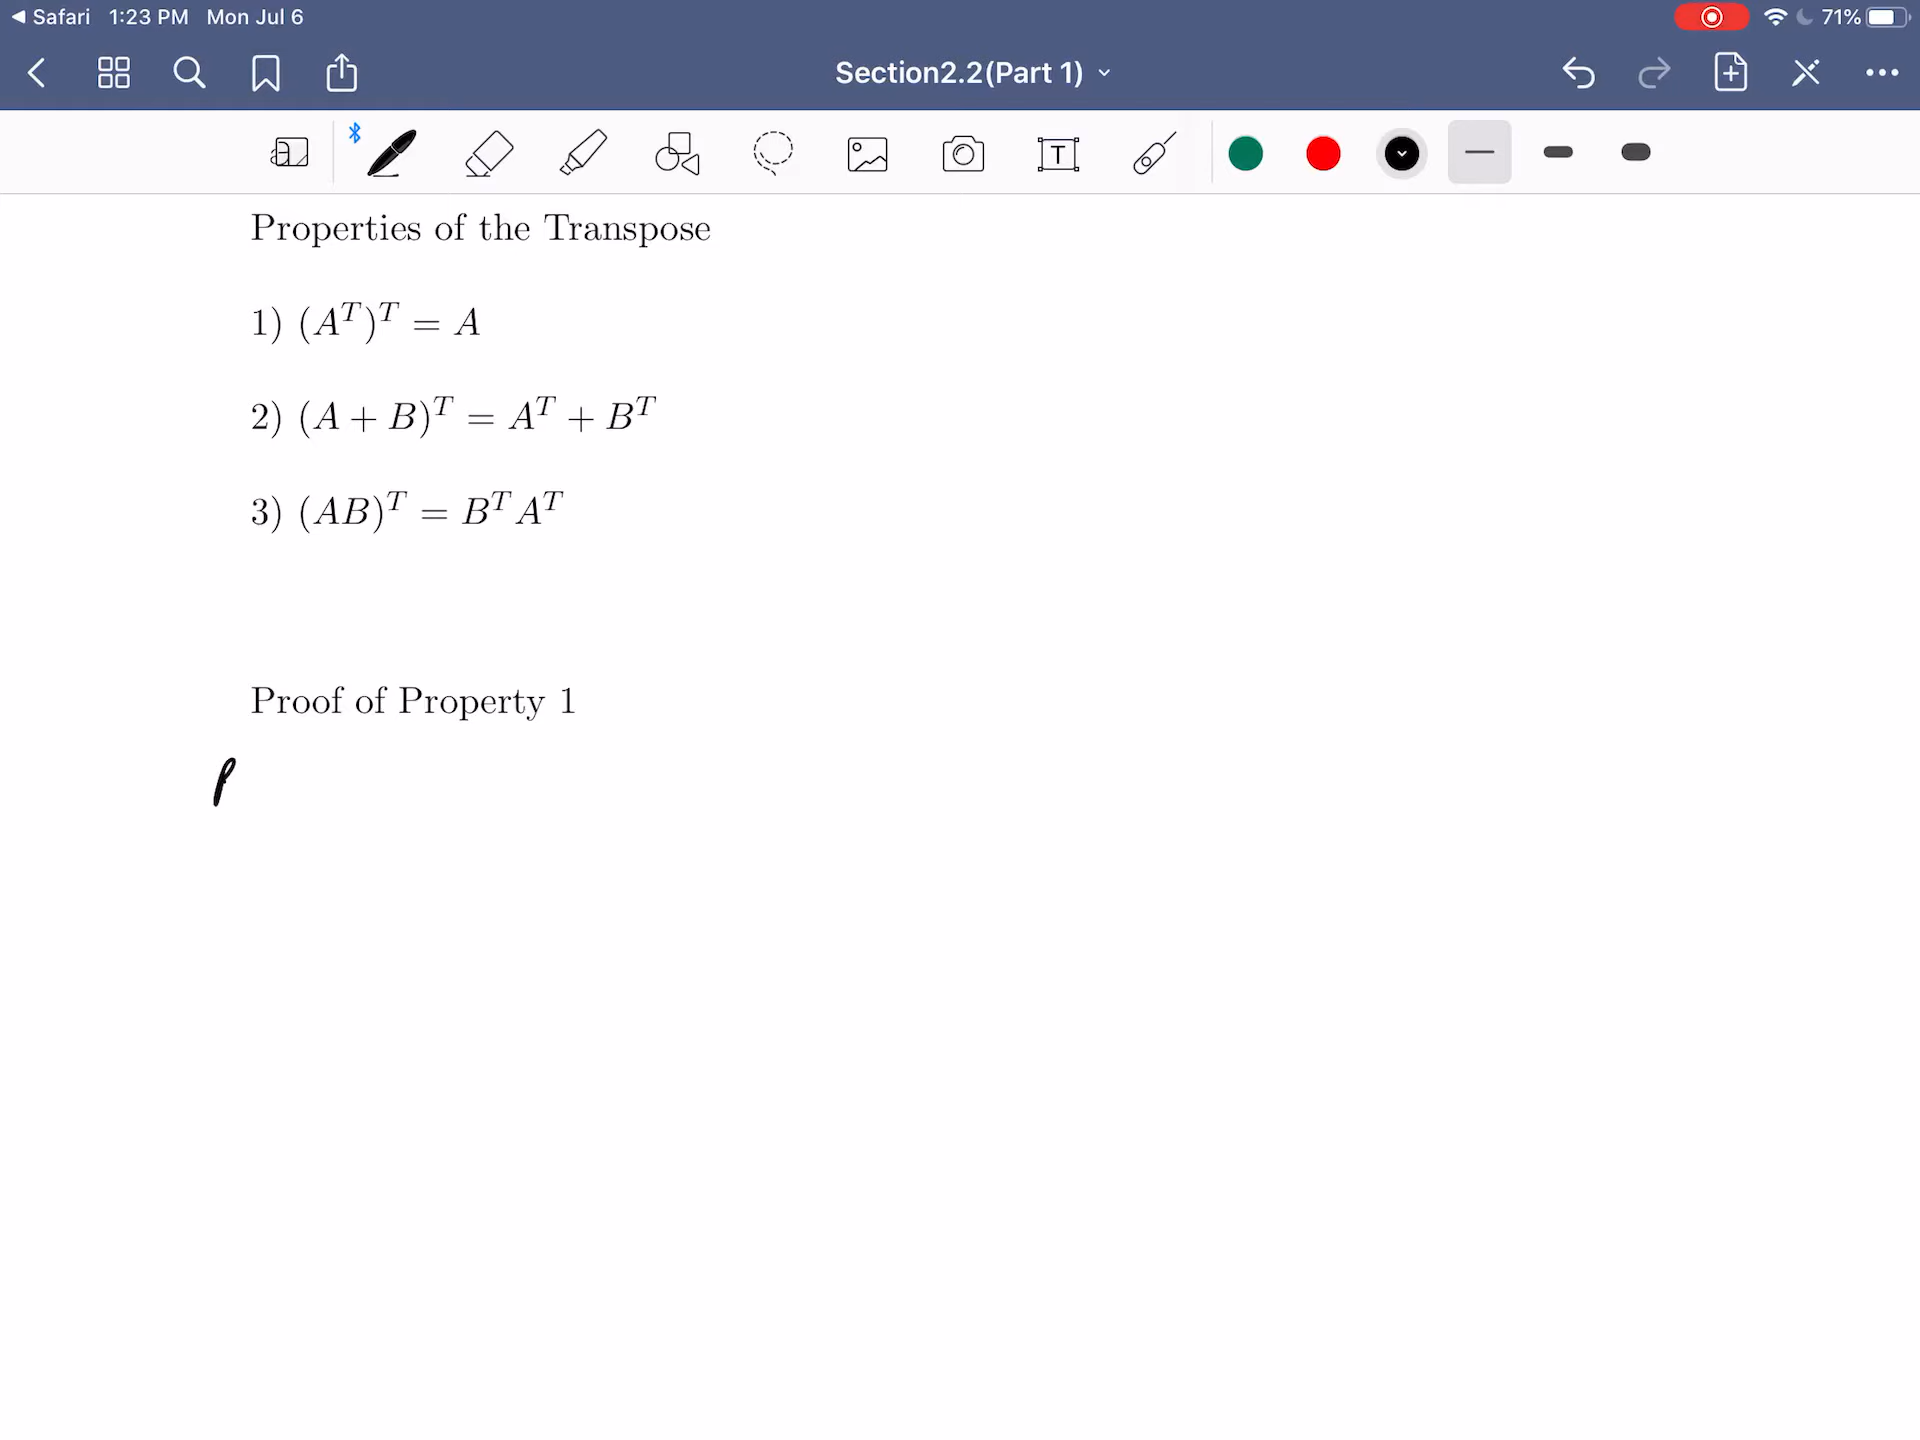 Safari 1:23 PM Mon Jul 6 71%
Section2.2(Part 1)
Properties of the Transpose
1) (A^T)^T = A
2) (A + B)^T = A^T + B^T
3) (AB)^T = B^T A^T
Proof of Property 1